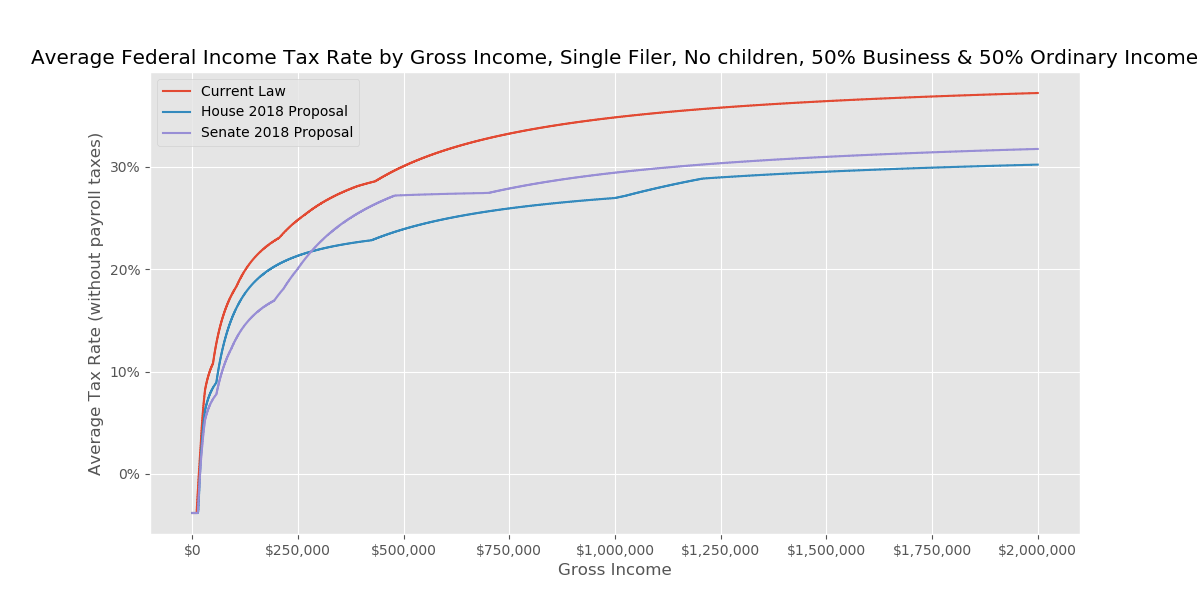 Average Federal Income Tax Rate by Gross Income, Single Filer, No children, 50% Business & 50% Ordinary Income
Current Law
House 2018 Proposal
Senate 2018 Proposal
Average Tax Rate (without payroll taxes)
30%
20%
10%
0%
$0
$250,000
$500,000
$750,000
$1,000,000
$1,250,000
$1,500,000
$1,750,000
$2,000,000
Gross Income